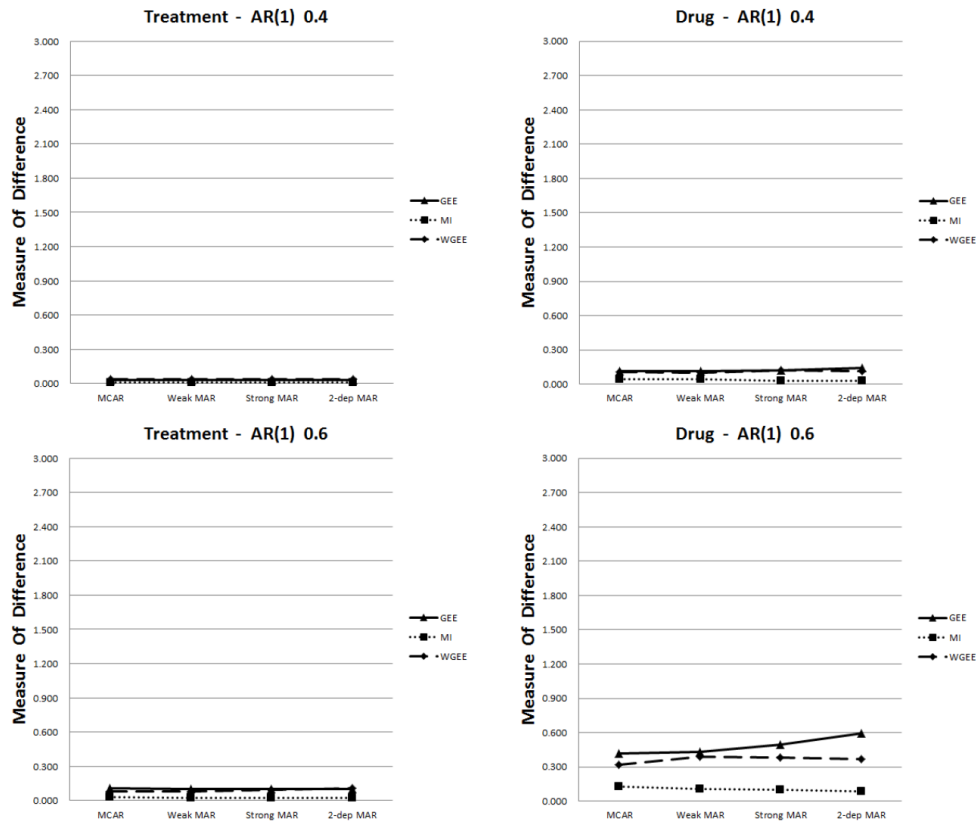 Treatment - AR(1) 0.4
Measure Of Difference
3.000
2.700
2.400
2.100
1.800
1.500
1.200
0.900
0.600
0.300
0.000
MCAR Weak MAR Strong MAR 2-dep MAR
GEE
MI
WGEE
Drug - AR(1) 0.4
Measure Of Difference
3.000
2.700
2.400
2.100
1.800
1.500
1.200
0.900
0.600
0.300
0.000
MCAR Weak MAR Strong MAR 2-dep MAR
GEE
MI
WGEE
Treatment - AR(1) 0.6
Measure Of Difference
3.000
2.700
2.400
2.100
1.800
1.500
1.200
0.900
0.600
0.300
0.000
MCAR Weak MAR Strong MAR 2-dep MAR
GEE
MI
WGEE
Drug - AR(1) 0.6
Measure Of Difference
3.000
2.700
2.400
2.100
1.800
1.500
1.200
0.900
0.600
0.300
0.000
MCAR Weak MAR Strong MAR 2-dep MAR
GEE
MI
WGEE